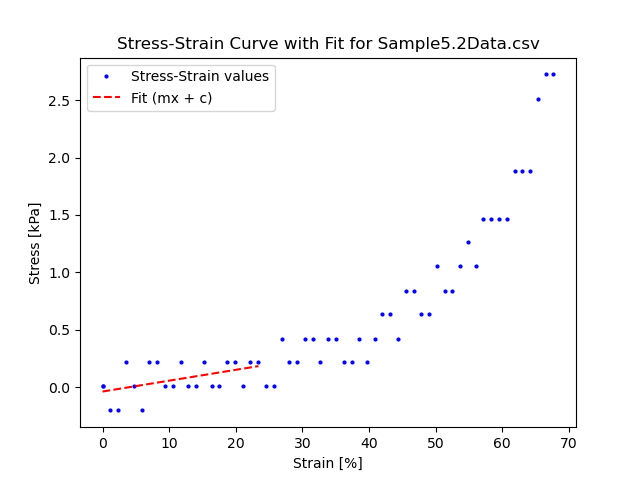 Stress-Strain Curve with Fit for Sample5.2Data.csv
Stress-Strain values
Fit (mx + c)
Stress [kPa]
2.5
2.0
1.5
1.0
0.5
0.0
0 10 20 30 40 50 60 70
Strain [%]